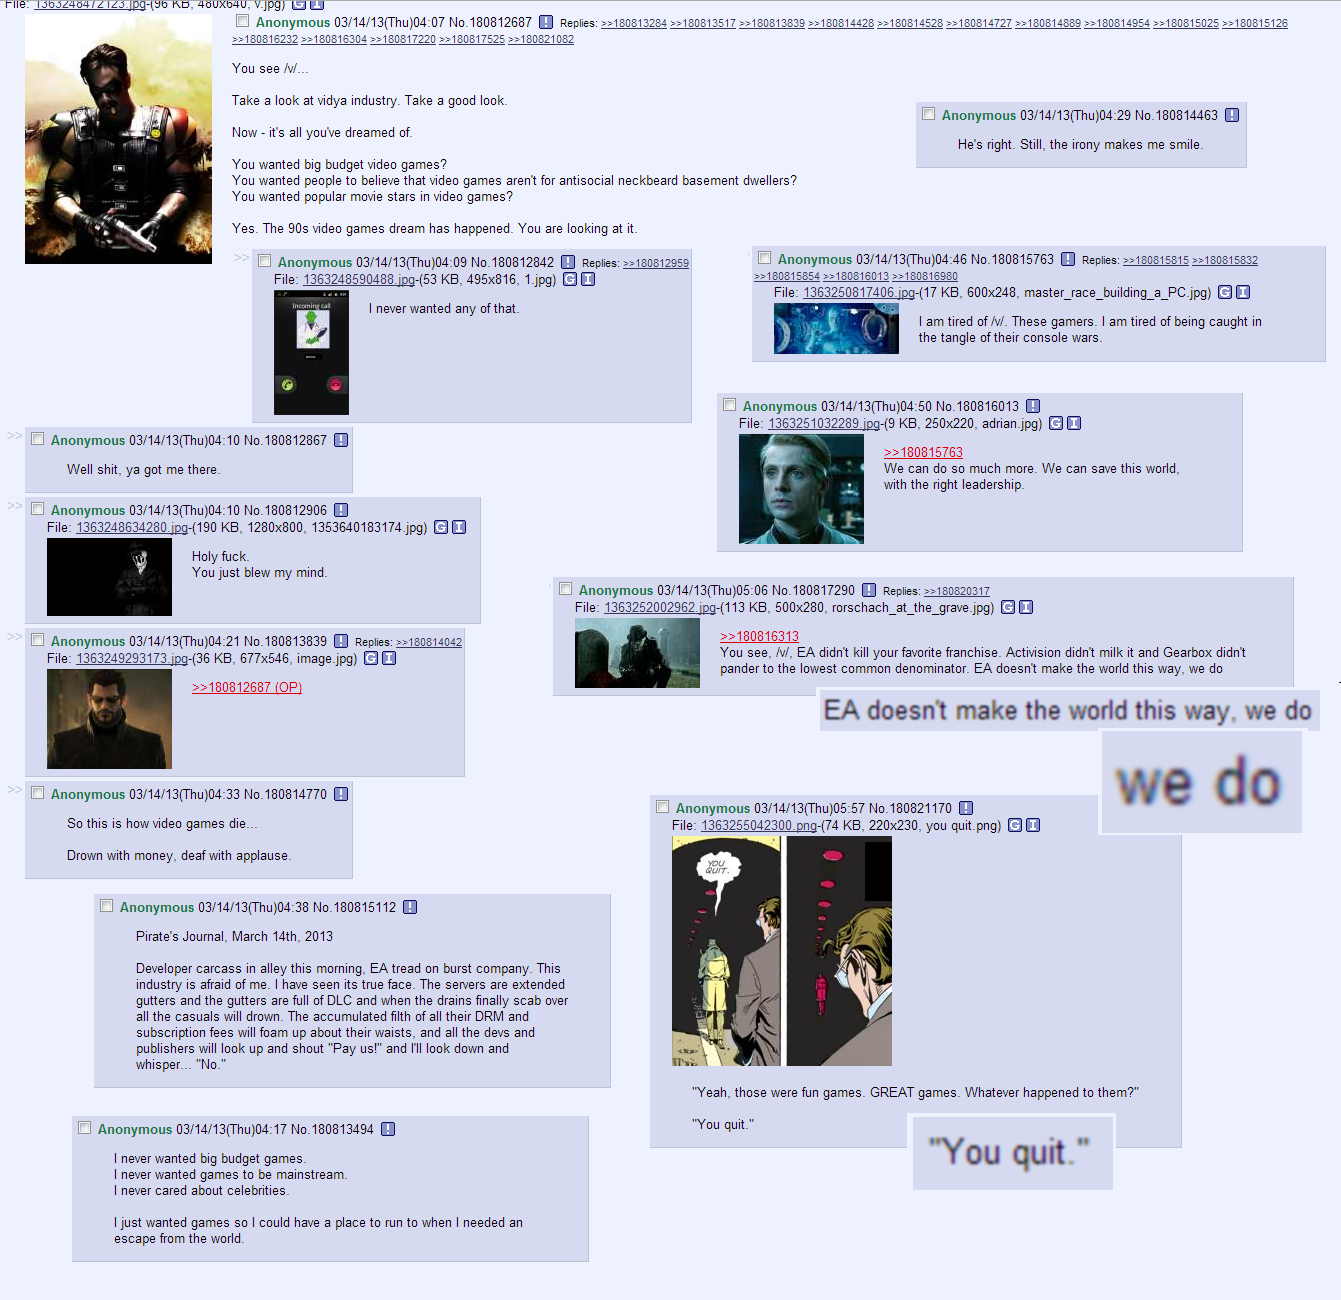 File: 1363248472123.jpg-(96 KB, 480x640, v.jpg) G I
Anonymous 03/14/13(Thu)04:07 No.180812687 ! Replies: >>180813284 >>180813517 >>180813839 >>180814428 >>180814528 >>180814727 >>180814889 >>180814954 >>180815025 >>180815126
>>180816232 >>180816304 >>180817220 >>180817525 >>180821082
You see /v/...
Take a look at vidya industry. Take a good look.
Now - it's all you've dreamed of.
You wanted big budget video games?
You wanted people to believe that video games aren't for antisocial neckbeard basement dwellers?
You wanted popular movie stars in video games?
Yes. The 90s video games dream has happened. You are looking at it.
Anonymous 03/14/13(Thu)04:29 No.180814463 !
He's right. Still, the irony makes me smile.
>> Anonymous 03/14/13(Thu)04:09 No.180812842 ! Replies: >>180812959
File: 1363248590488.jpg-(53 KB, 495x816, 1.jpg) G I
Incoming call
I never wanted any of that.
Anonymous 03/14/13(Thu)04:46 No.180815763 ! Replies: >>180815815 >>180815832
>>180815854 >>180816013 >>180816980
File: 1363250817406.jpg-(17 KB, 600x248, master_race_building_a_PC.jpg) G I
I am tired of /v/. These gamers. I am tired of being caught in
the tangle of their console wars.
Anonymous 03/14/13(Thu)04:50 No.180816013 !
File: 1363251032289.jpg-(9 KB, 250x220, adrian.jpg) G I
>>180815763
We can do so much more. We can save this world,
with the right leadership.
>> Anonymous 03/14/13(Thu)04:10 No.180812867 !
Well shit, ya got me there.
>> Anonymous 03/14/13(Thu)04:10 No.180812906 !
File: 1363248634280.jpg-(190 KB, 1280x800, 1353640183174.jpg) G I
Holy fuck.
You just blew my mind.
Anonymous 03/14/13(Thu)05:06 No.180817290 ! Replies: >>180820317
File: 1363252002962.jpg-(113 KB, 500x280, rorschach_at_the_grave.jpg) G I
>>180816313
You see, /v/, EA didn't kill your favorite franchise. Activision didn't milk it and Gearbox didn't
pander to the lowest common denominator. EA doesn't make the world this way, we do
EA doesn't make the world this way, we do
we do
>> Anonymous 03/14/13(Thu)04:21 No.180813839 ! Replies: >>180814042
File: 1363249293173.jpg-(36 KB, 677x546, image.jpg) G I
>>180812687 (OP)
>> Anonymous 03/14/13(Thu)04:33 No.180814770 !
So this is how video games die...
Drown with money, deaf with applause.
Anonymous 03/14/13(Thu)04:38 No.180815112 !
Pirate's Journal, March 14th, 2013
Developer carcass in alley this morning, EA tread on burst company. This
industry is afraid of me. I have seen its true face. The servers are extended
gutters and the gutters are full of DLC and when the drains finally scab over
all the casuals will drown. The accumulated filth of all their DRM and
subscription fees will foam up about their waists, and all the devs and
publishers will look up and shout "Pay us!" and I'll look down and
whisper... "No."
Anonymous 03/14/13(Thu)05:57 No.180821170 !
File: 1363255042300.png-(74 KB, 220x230, you quit.png) G I
YOU
QUIT.
"Yeah, those were fun games. GREAT games. Whatever happened to them?"
"You quit."
"You quit."
Anonymous 03/14/13(Thu)04:17 No.180813494 !
I never wanted big budget games.
I never wanted games to be mainstream.
I never cared about celebrities.
I just wanted games so I could have a place to run to when I needed an
escape from the world.